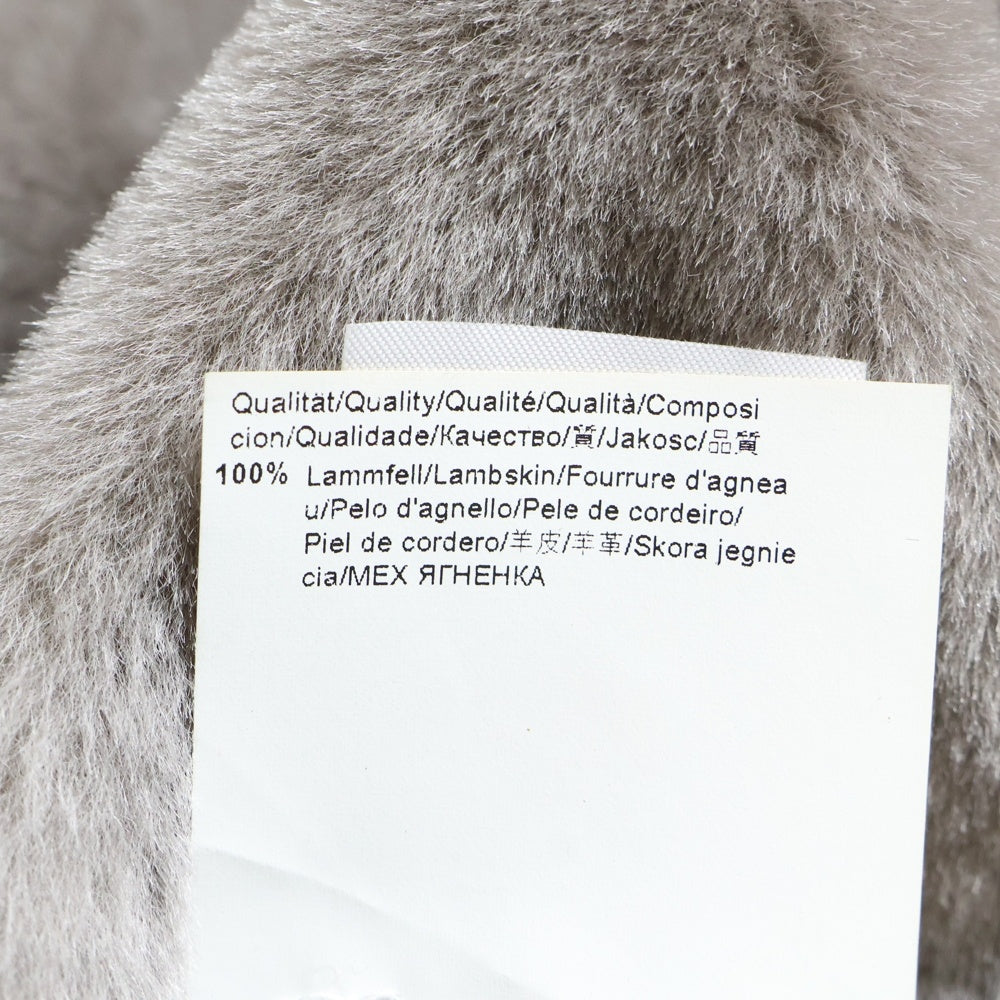 Qualität/Quality/Qualité/Qualità/Composi
cion/Qualidade/Качество/質/Jakosc/品質
100% Lammfell/Lambskin/Fourrure d'agnea
u/Pelo d'agnello/Pele de cordeiro/
Piel de cordero/羊皮/羊革/Skora jegnie
cia/МЕХ ЯГНЕНКА